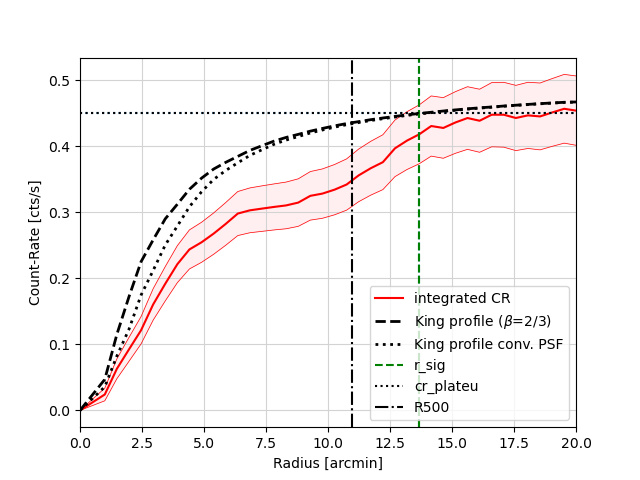 0.5
0.4
0.3
0.2
0.1
0.0
Count-Rate [cts/s]
integrated CR
King profile (β=2/3)
King profile conv. PSF
r_sig
cr_plateu
R500
0.0 2.5 5.0 7.5 10.0 12.5 15.0 17.5 20.0
Radius [arcmin]